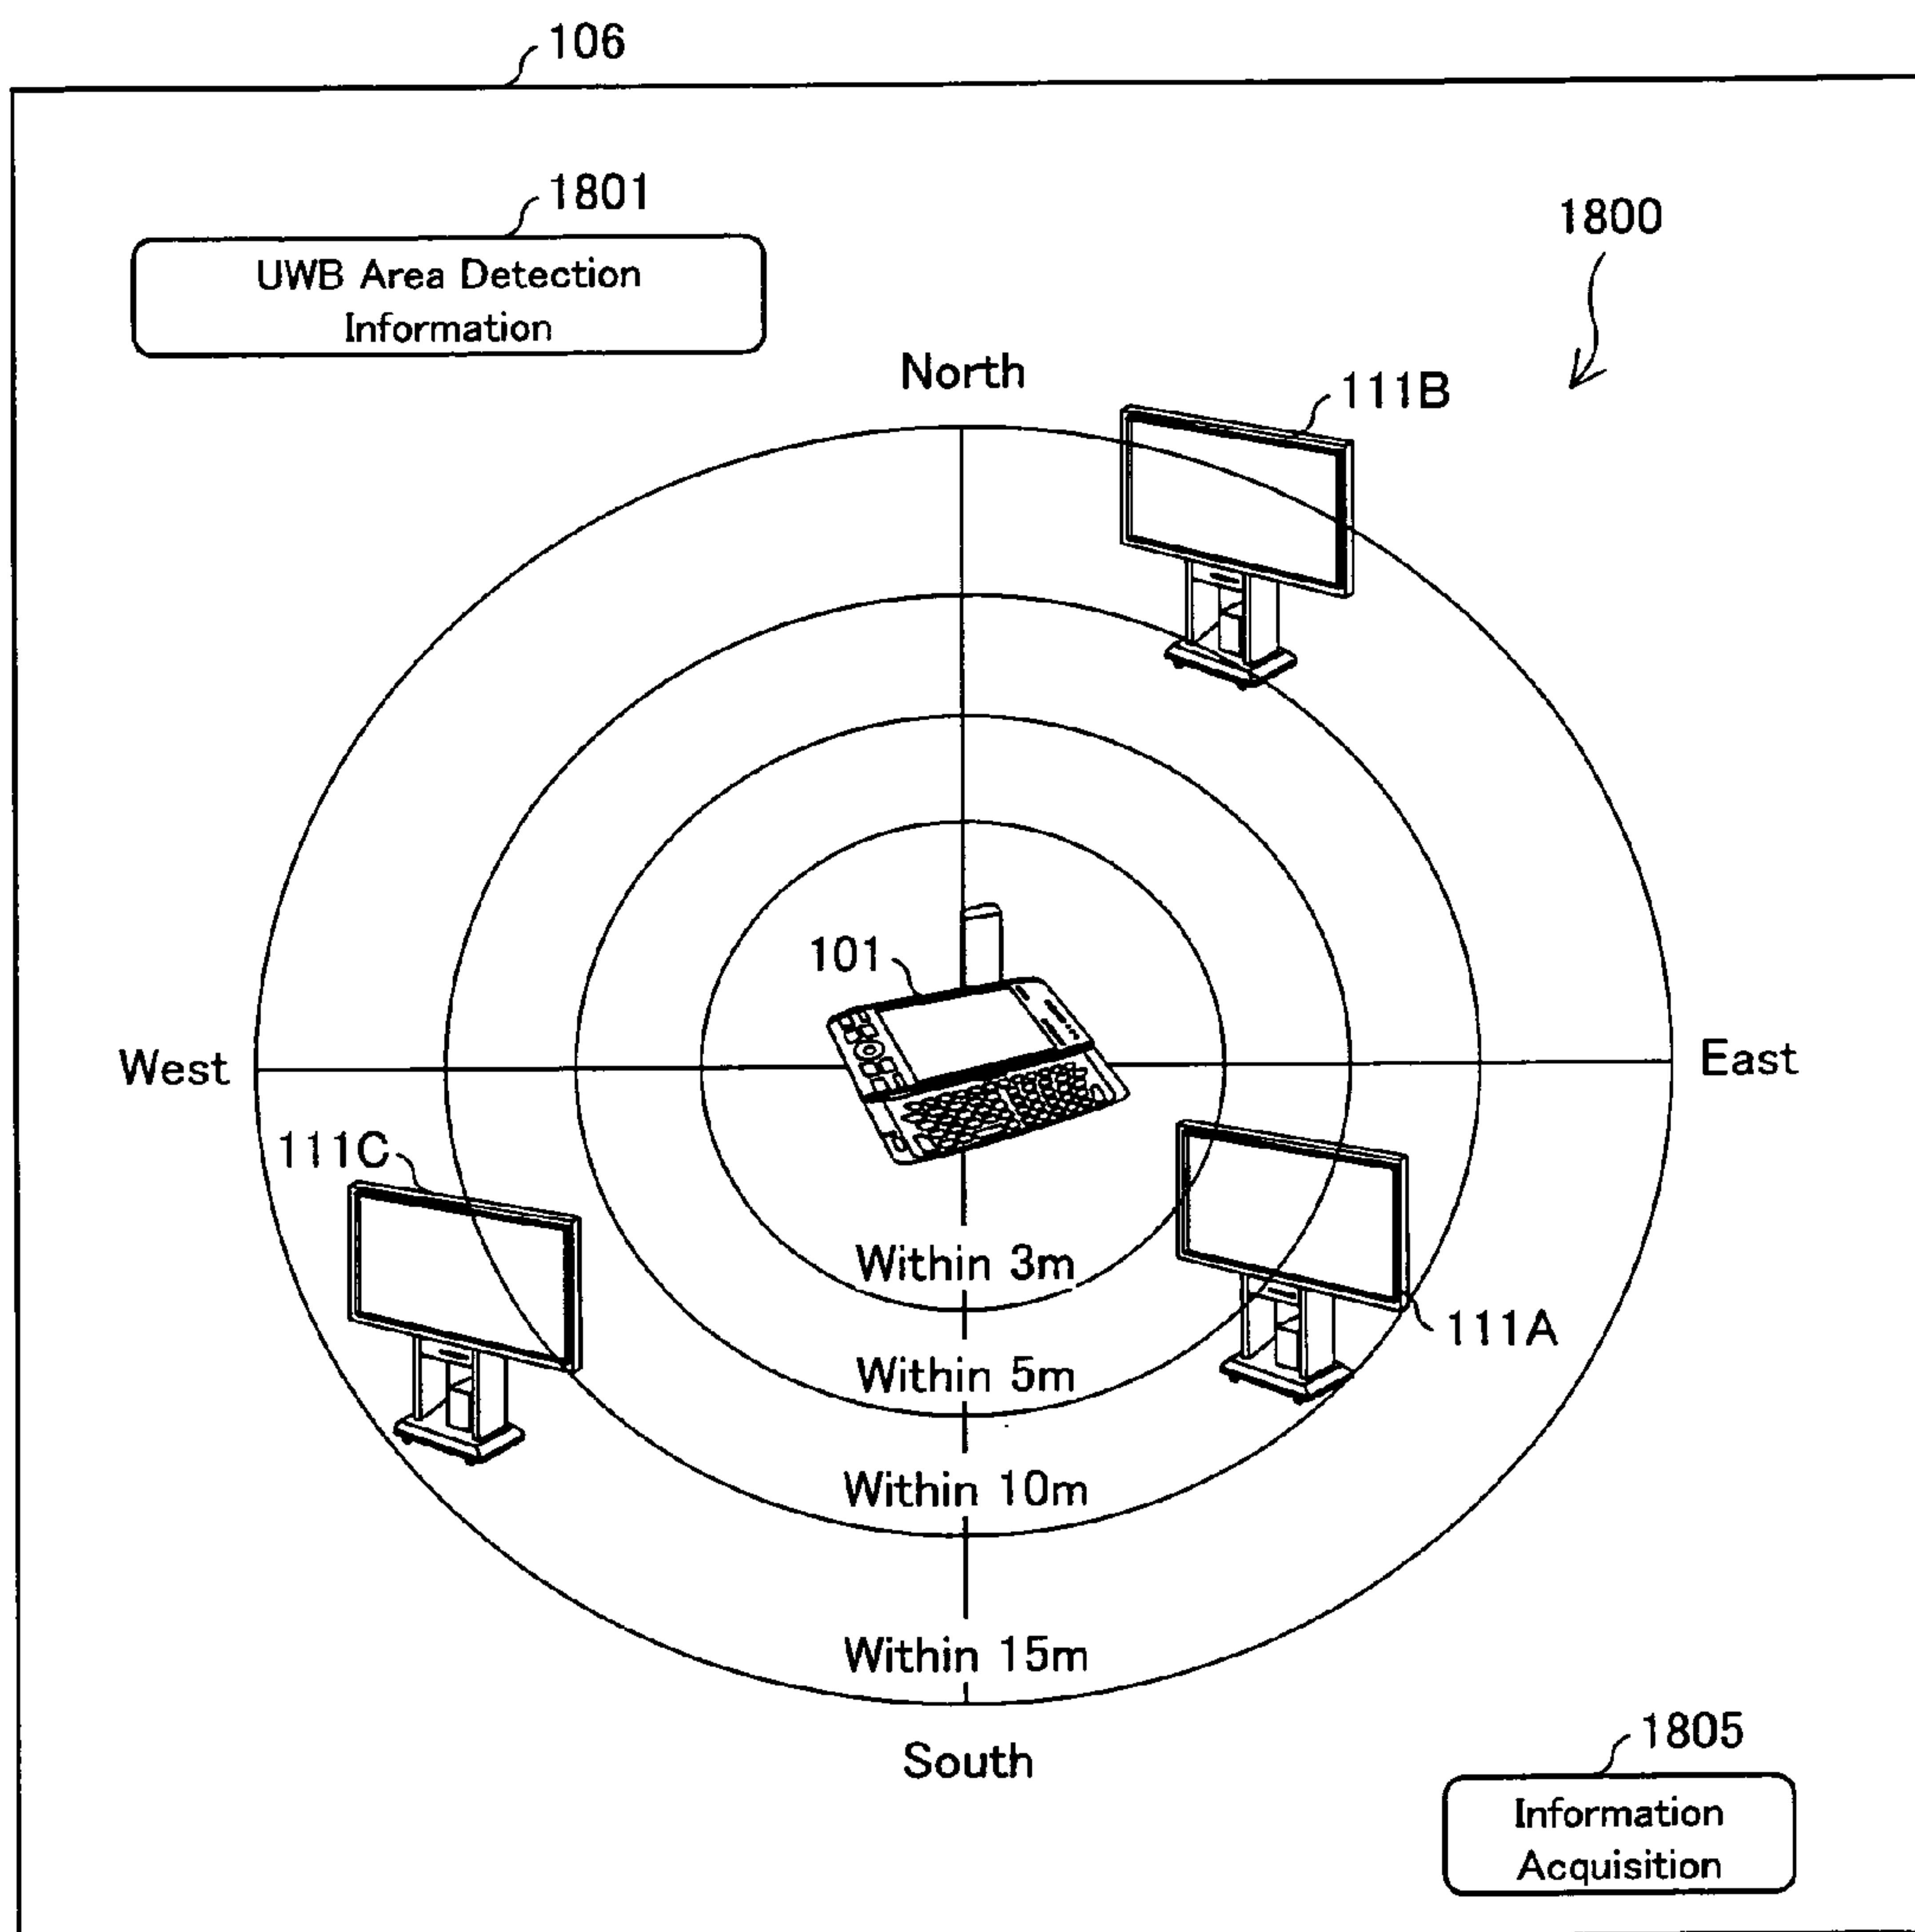 106
1801
UWB Area Detection
Information
1800
North
111B
101
West
East
111C
Within 3m
111A
Within 5m
Within 10m
Within 15m
South
1805
Information
Acquisition